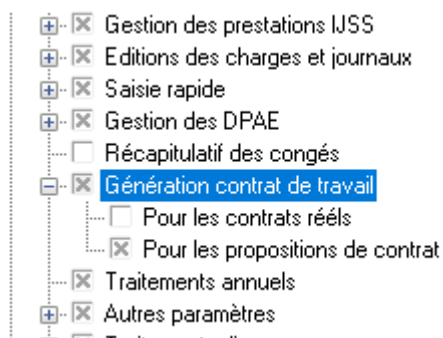 Gestion des prestations IJSS
Editions des charges et journaux
Saisie rapide
Gestion des DPAE
Récapitulatif des congés
Génération contrat de travail
Pour les contrats rééls
Pour les propositions de contrat
Traitements annuels
Autres paramètres